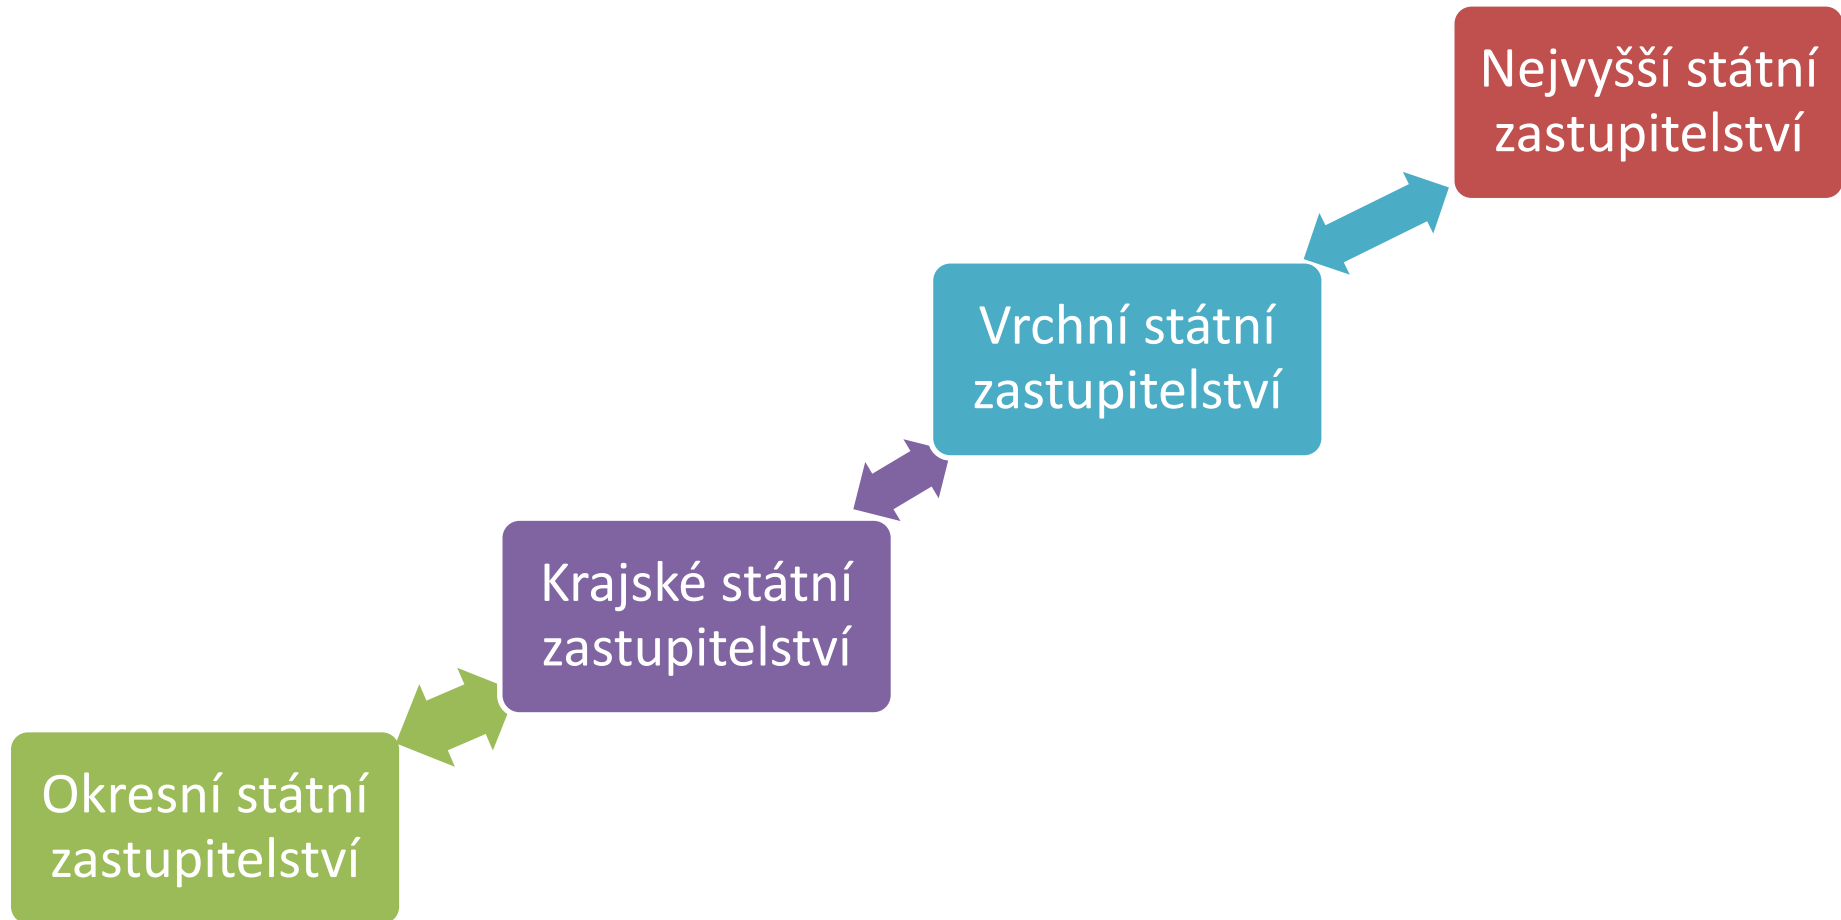 Nejvyšší státní
zastupitelství
Vrchní státní
zastupitelství
Krajské státní
zastupitelství
Okresní státní
zastupitelství